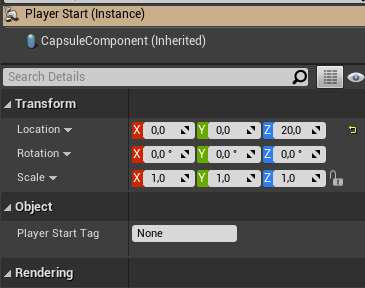 Player Start (Instance)
CapsuleComponent (Inherited)
Search Details
Transform
Location X 0,0 Y 0,0 Z 20,0
Rotation X 0,0 ° Y 0,0 ° Z 0,0 °
Scale X 1,0 Y 1,0 Z 1,0
Object
Player Start Tag None
Rendering